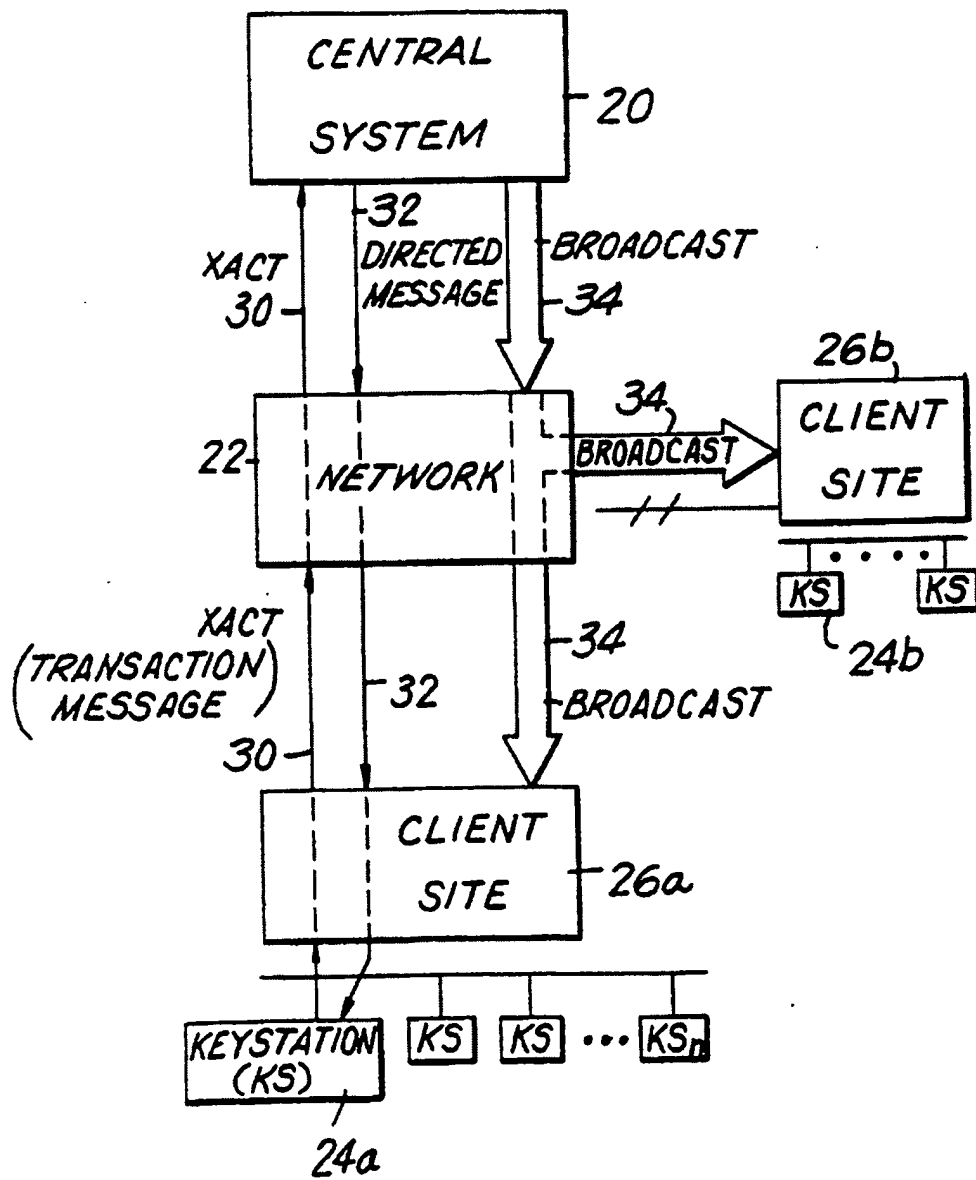 CENTRAL
SYSTEM
20
32
XACT
30
DIRECTED
MESSAGE
BROADCAST
34
26b
22
NETWORK
34
BROADCAST
CLIENT
SITE
KS
KS
24b
XACT
(TRANSACTION
MESSAGE)
30
32
34
BROADCAST
CLIENT
SITE
26a
KEYSTATION
(KS)
KS
KS
...
KSn
24a